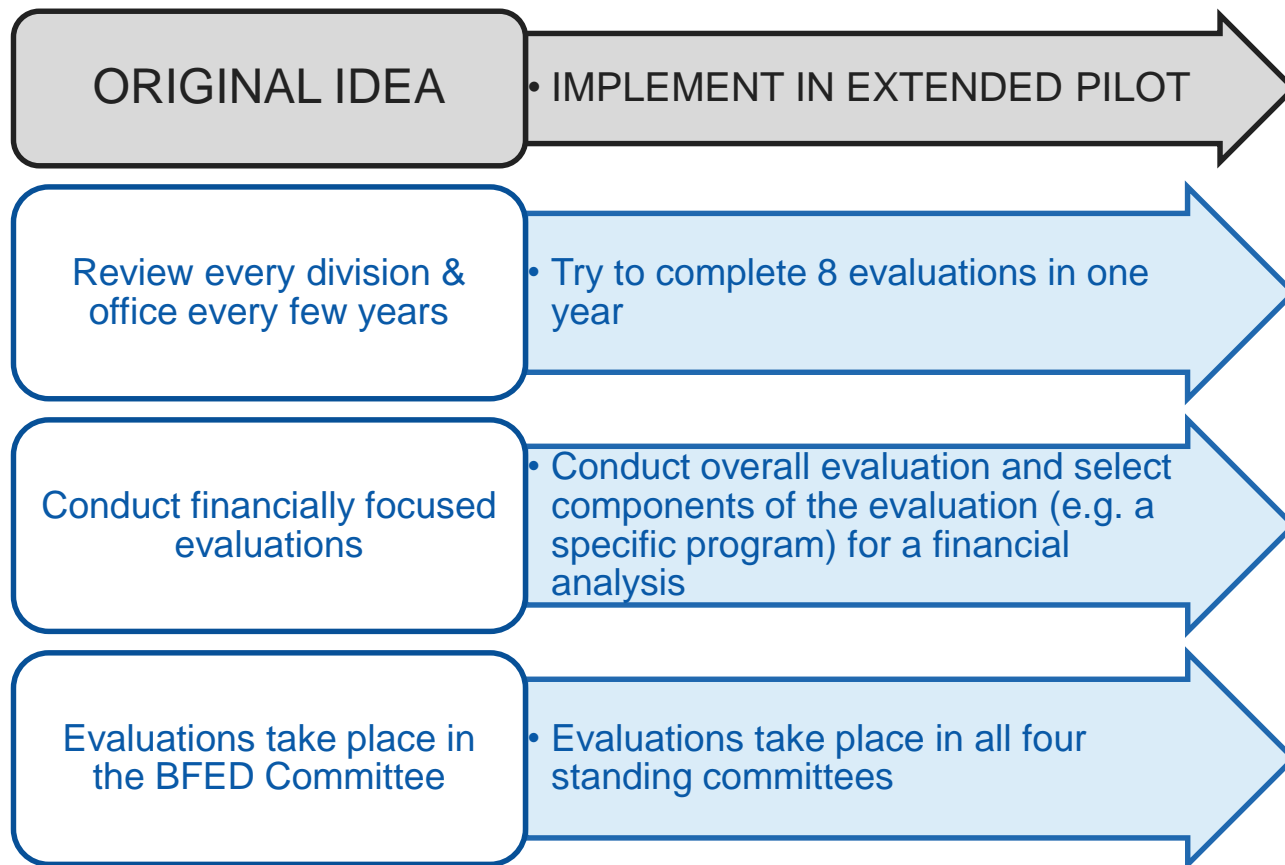 ORIGINAL IDEA
• IMPLEMENT IN EXTENDED PILOT
Review every division &
office every few years
• Try to complete 8 evaluations in one
year
Conduct financially focused
evaluations
• Conduct overall evaluation and select
components of the evaluation (e.g. a
specific program) for a financial
analysis
Evaluations take place in
the BFED Committee
• Evaluations take place in all four
standing committees